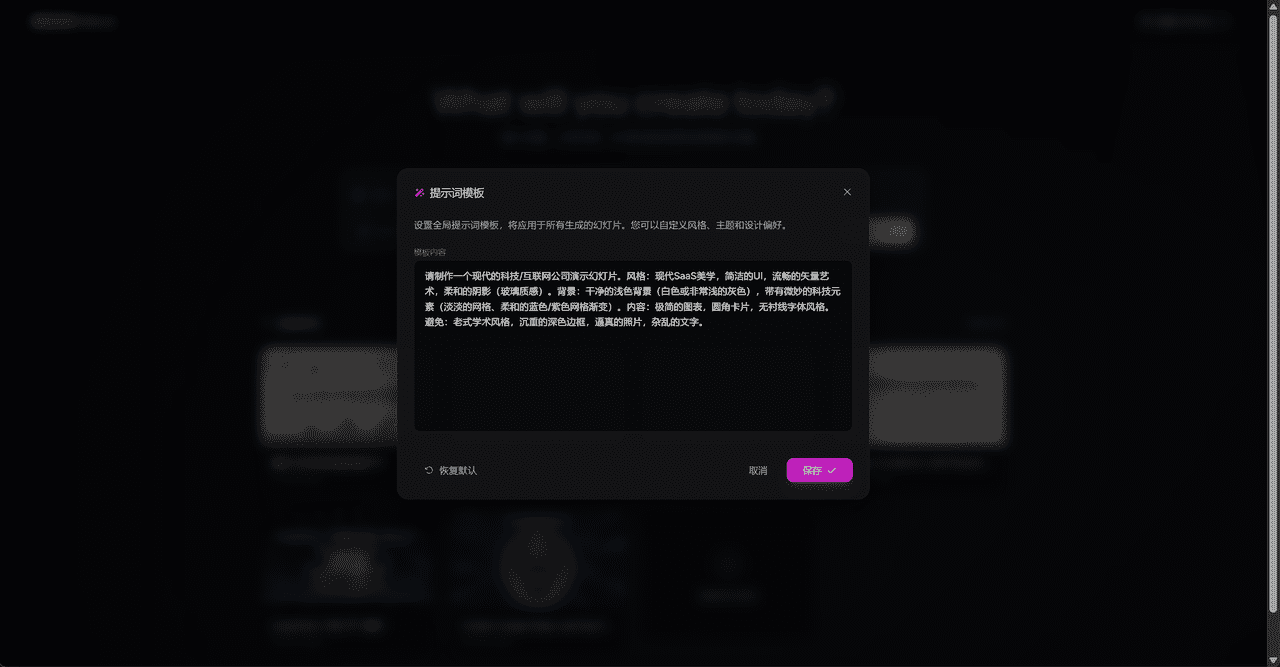 What will you create today?
提示词模板
设置全局提示词模板，将应用于所有生成的幻灯片。您可以自定义风格、主题和设计偏好。
模板内容
请制作一个现代的科技/互联网公司演示幻灯片。风格：现代SaaS美学，简洁的UI，流畅的矢量艺
术，柔和的阴影（玻璃质感）。背景：干净的浅色背景（白色或非常浅的灰色），带有微妙的科技元
素（淡淡的网格、柔和的蓝色/紫色网格渐变）。内容：极简的图表，圆角卡片，无衬线字体风格。
避免：老式学术风格，沉重的深色边框，逼真的照片，杂乱的文字。
恢复默认
取消
保存